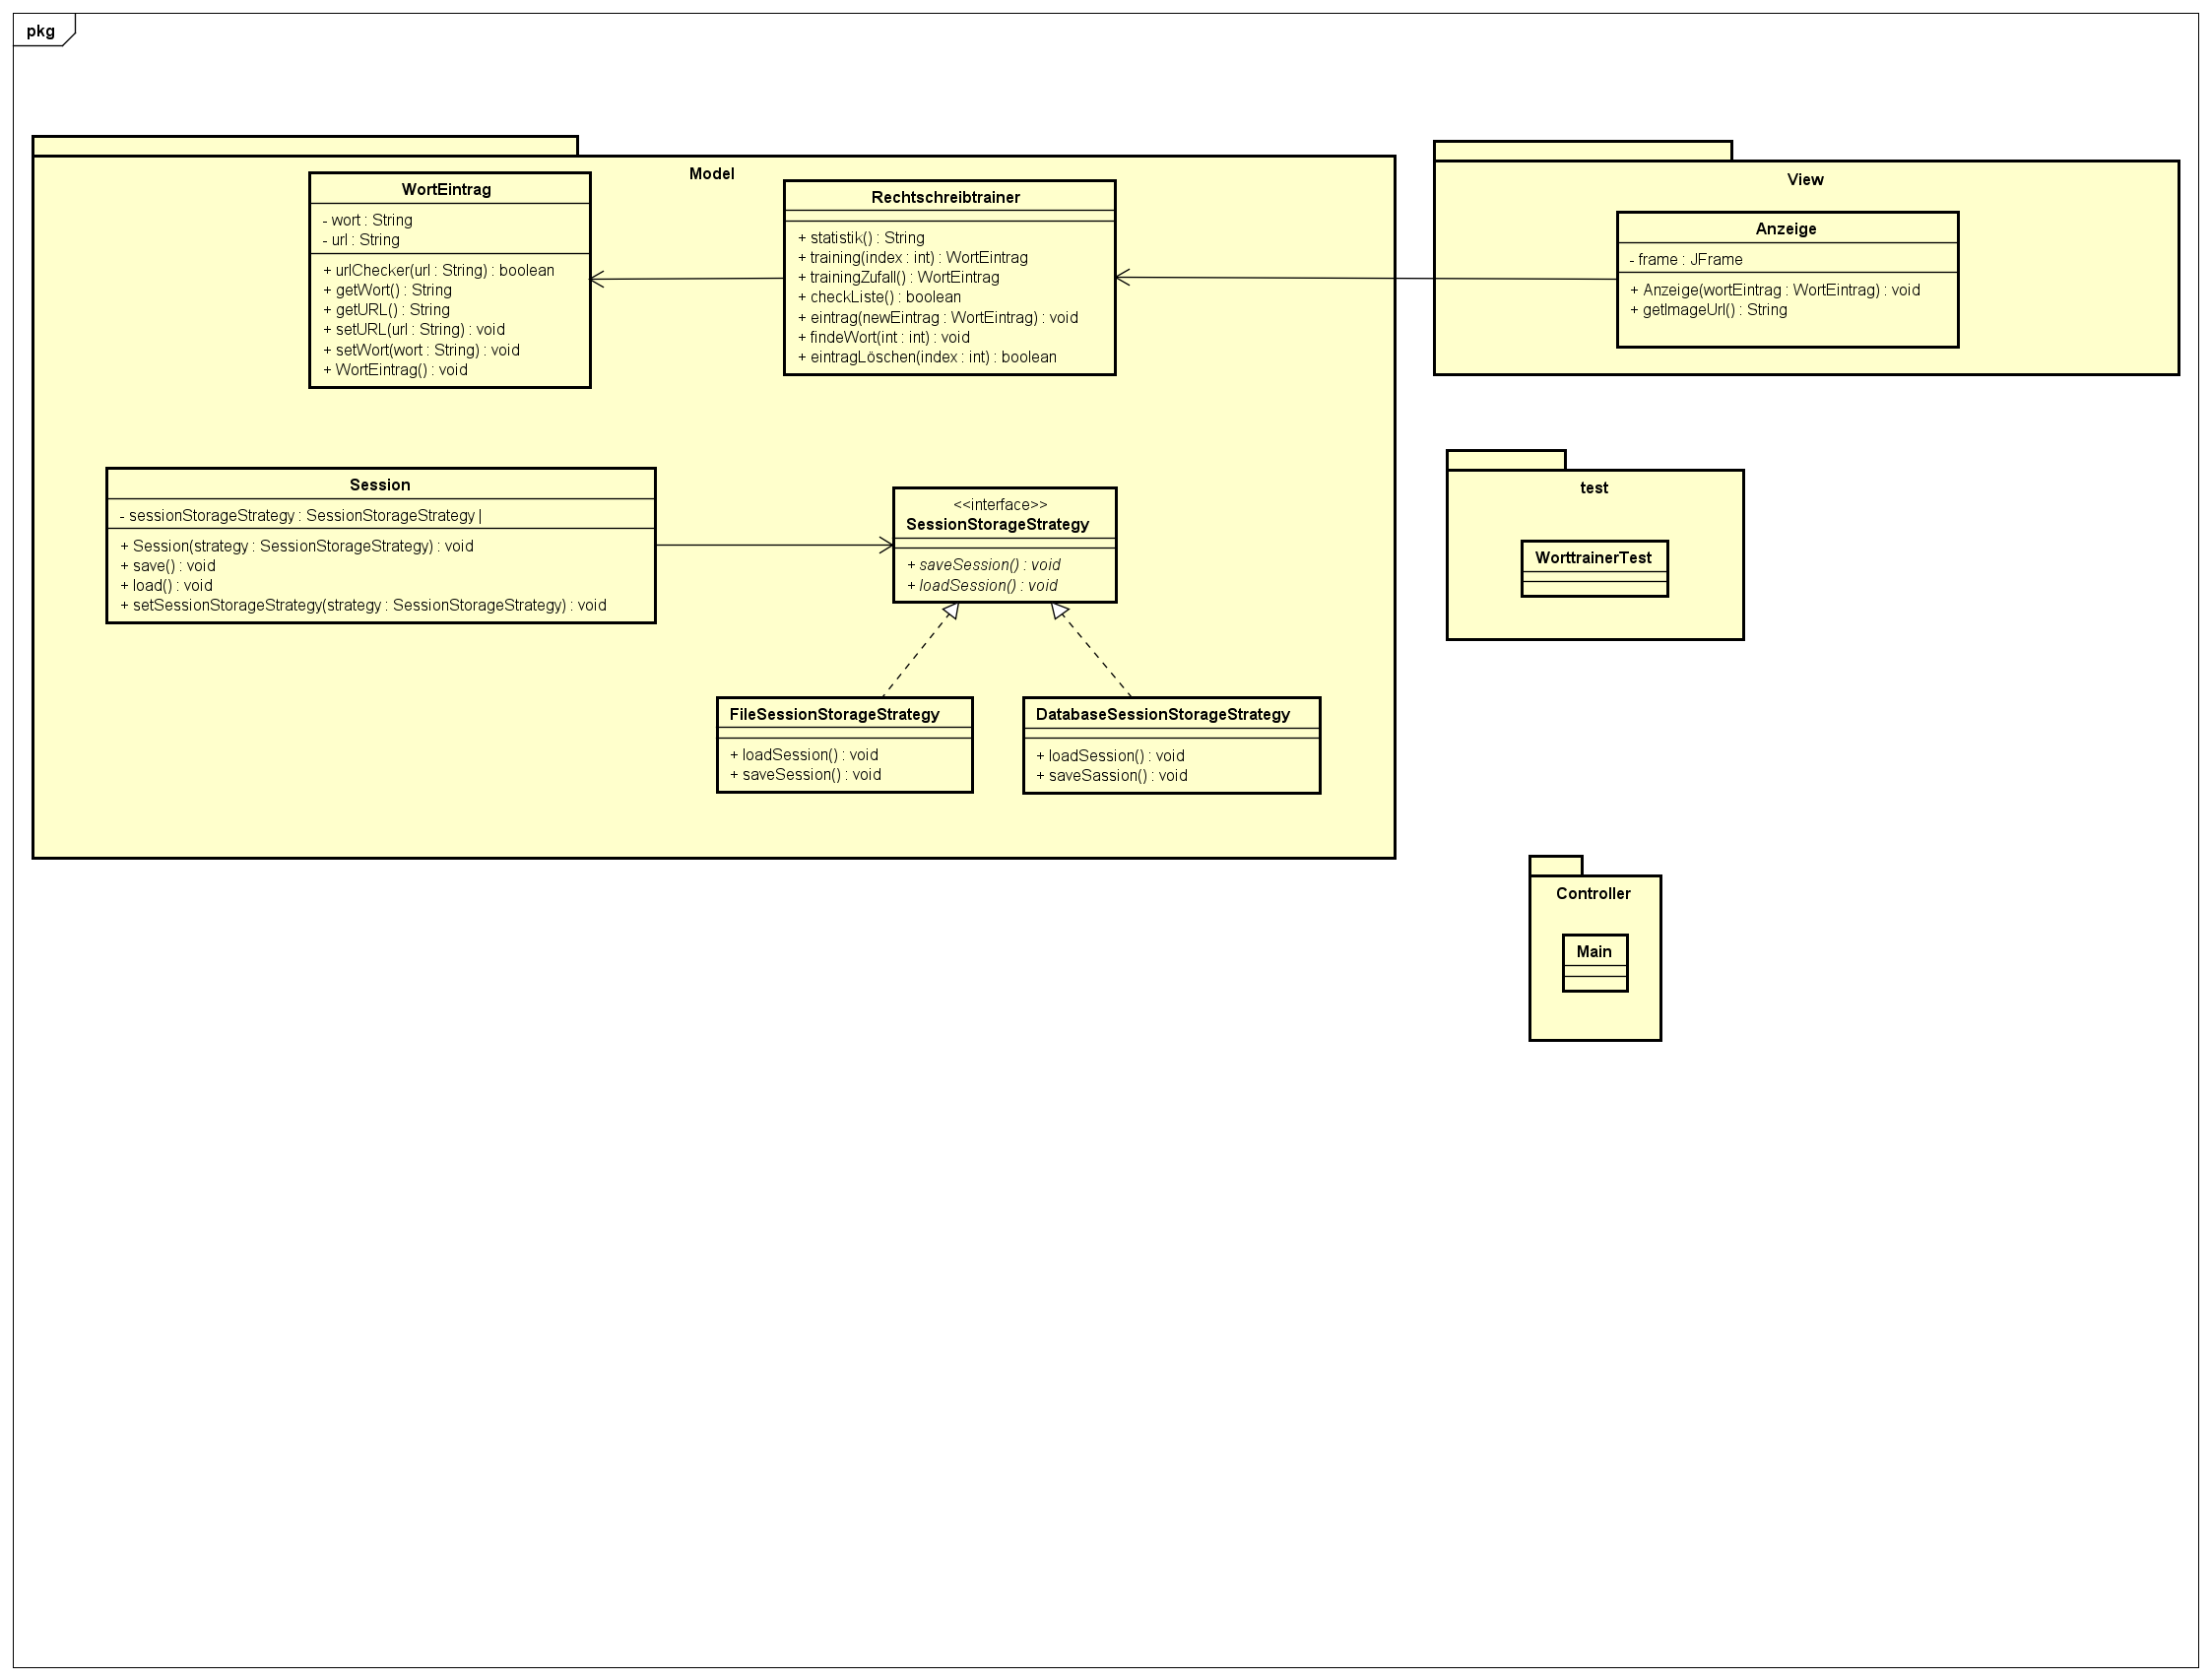 pkg
Model
WortEintrag
- wort : String
- url : String
+ urlChecker(url : String) : boolean
+ getWort() : String
+ getURL() : String
+ setURL(url : String) : void
+ setWort(wort : String) : void
+ WortEintrag() : void
Rechtschreibtrainer
+ statistik() : String
+ training(index : int) : WortEintrag
+ trainingZufall() : WortEintrag
+ checkListe() : boolean
+ eintrag(newEintrag : WortEintrag) : void
+ findeWort(int : int) : void
+ eintragLöschen(index : int) : boolean
Session
- sessionStorageStrategy : SessionStorageStrategy |
+ Session(strategy : SessionStorageStrategy) : void
+ save() : void
+ load() : void
+ setSessionStorageStrategy(strategy : SessionStorageStrategy) : void
<<interface>>
SessionStorageStrategy
+ saveSession() : void
+ loadSession() : void
FileSessionStorageStrategy
+ loadSession() : void
+ saveSession() : void
DatabaseSessionStorageStrategy
+ loadSession() : void
+ saveSassion() : void
View
Anzeige
- frame : JFrame
+ Anzeige(wortEintrag : WortEintrag) : void
+ getImageUrl() : String
test
WorttrainerTest
Controller
Main